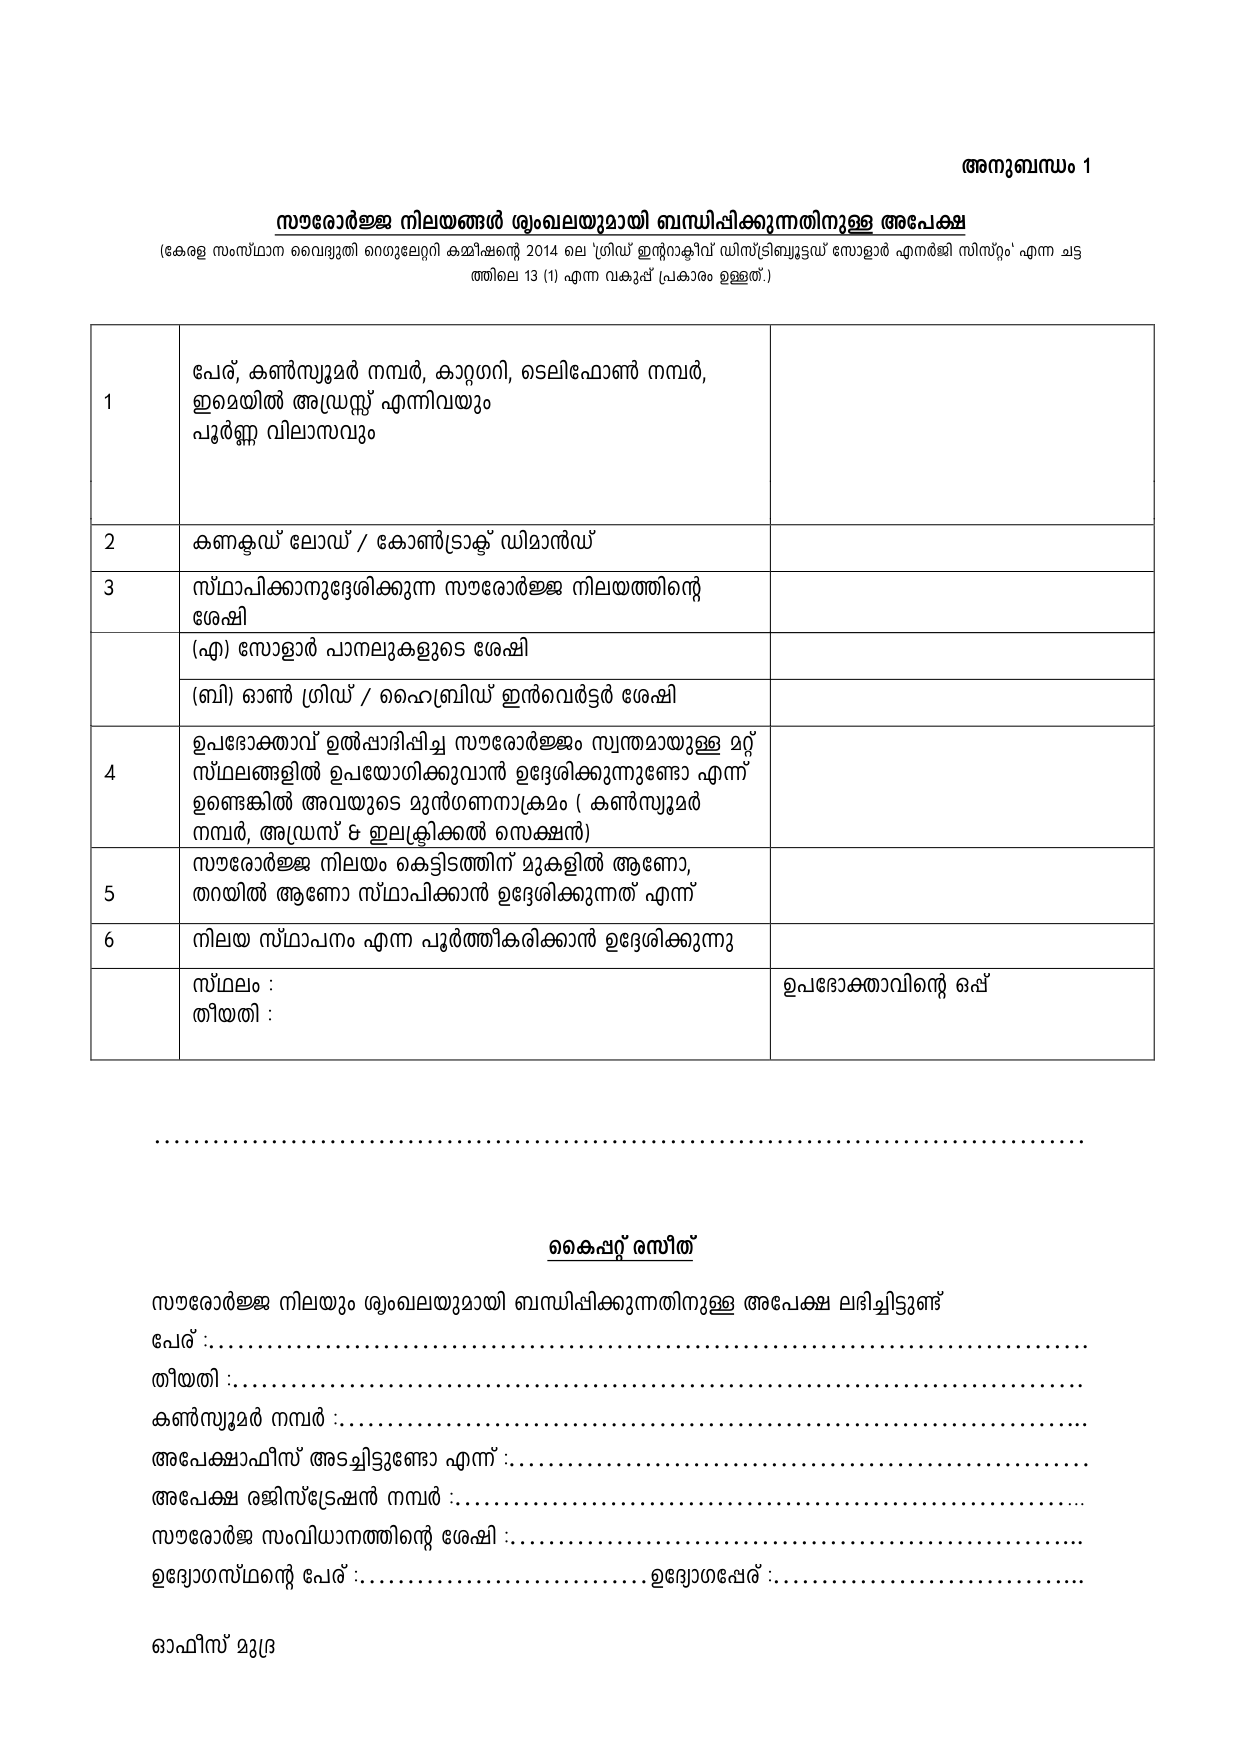 അനുബന്ധം 1
സൗരോർജ്ജ നിലയങ്ങൾ ശൃംഖലയുമായി ബന്ധിപ്പിക്കുന്നതിനുള്ള അപേക്ഷ
(കേരള സംസ്ഥാന വൈദ്യുതി റെഗുലേറ്ററി കമ്മീഷന്റെ 2014 ലെ 'ഗ്രിഡ് ഇന്ററാക്ടീവ് ഡിസ്ട്രിബ്യൂട്ടഡ് സോളാർ എനർജി സിസ്റ്റം' എന്ന ചട്ട
ത്തിലെ 13 (1) എന്ന വകുപ്പ് പ്രകാരം ഉള്ളത്.)
പേര്, കൺസ്യൂമർ നമ്പർ, കാറ്റഗറി, ടെലിഫോൺ നമ്പർ,
1 ഇമെയിൽ അഡ്രസ്സ് എന്നിവയും
പൂർണ്ണ വിലാസവും
2 കണക്ടഡ് ലോഡ് / കോൺട്രാക്ട് ഡിമാൻഡ്
3 സ്ഥാപിക്കാനുദ്ദേശിക്കുന്ന സൗരോർജ്ജ നിലയത്തിന്റെ
ശേഷി
(എ) സോളാർ പാനലുകളുടെ ശേഷി
(ബി) ഓൺ ഗ്രിഡ് / ഹൈബ്രിഡ് ഇൻവെർട്ടർ ശേഷി
ഉപഭോക്താവ് ഉൽപ്പാദിപ്പിച്ച സൗരോർജ്ജം സ്വന്തമായുള്ള മറ്റ്
4 സ്ഥലങ്ങളിൽ ഉപയോഗിക്കുവാൻ ഉദ്ദേശിക്കുന്നുണ്ടോ എന്ന്
ഉണ്ടെങ്കിൽ അവയുടെ മുൻഗണനാക്രമം ( കൺസ്യൂമർ
നമ്പർ, അഡ്രസ് & ഇലക്ട്രിക്കൽ സെക്ഷൻ)
സൗരോർജ്ജ നിലയം കെട്ടിടത്തിന് മുകളിൽ ആണോ,
5 തറയിൽ ആണോ സ്ഥാപിക്കാൻ ഉദ്ദേശിക്കുന്നത് എന്ന്
6 നിലയ സ്ഥാപനം എന്ന പൂർത്തീകരിക്കാൻ ഉദ്ദേശിക്കുന്നു
സ്ഥലം : ഉപഭോക്താവിന്റെ ഒപ്പ്
തീയതി :
……………………………………………………………………………………
കൈപ്പറ്റ് രസീത്
സൗരോർജ്ജ നിലയും ശൃംഖലയുമായി ബന്ധിപ്പിക്കുന്നതിനുള്ള അപേക്ഷ ലഭിച്ചിട്ടുണ്ട്
പേര് :……………………………………………………………………………….
തീയതി :…………………………………………………………………………….
കൺസ്യൂമർ നമ്പർ :…………………………………………………………………...
അപേക്ഷാഫീസ് അടച്ചിട്ടുണ്ടോ എന്ന് :……………………………………………………
അപേക്ഷ രജിസ്ട്രേഷൻ നമ്പർ :…………………………………………………………
സൗരോർജ സംവിധാനത്തിന്റെ ശേഷി :…………………………………………………...
ഉദ്യോഗസ്ഥന്റെ പേര് :…………………………ഉദ്യോഗപ്പേര് :…………………………...
ഓഫീസ് മുദ്ര